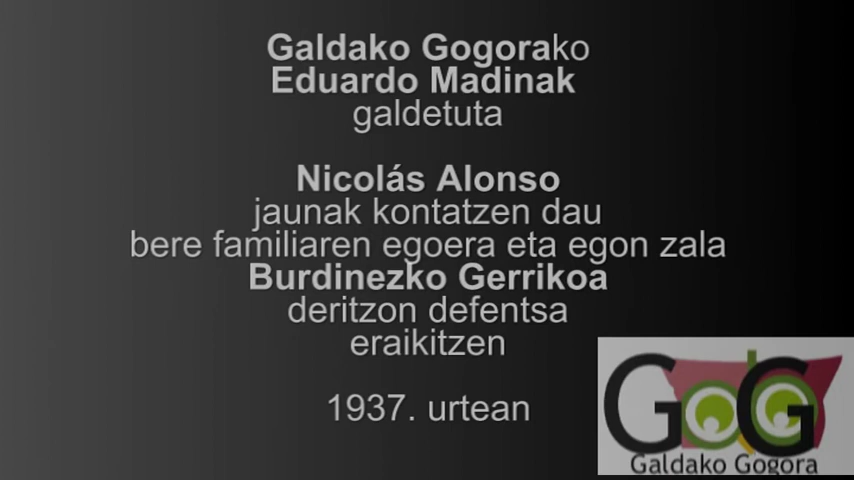 Galdako Gogorako
Eduardo Madinak
galdetuta
Nicolás Alonso
jaunak kontatzen dau
bere familiaren egoera eta egon zala
Burdinezko Gerrikoa
deritzon defentsa
eraikitzen
1937. urtean
GoG
Galdako Gogora